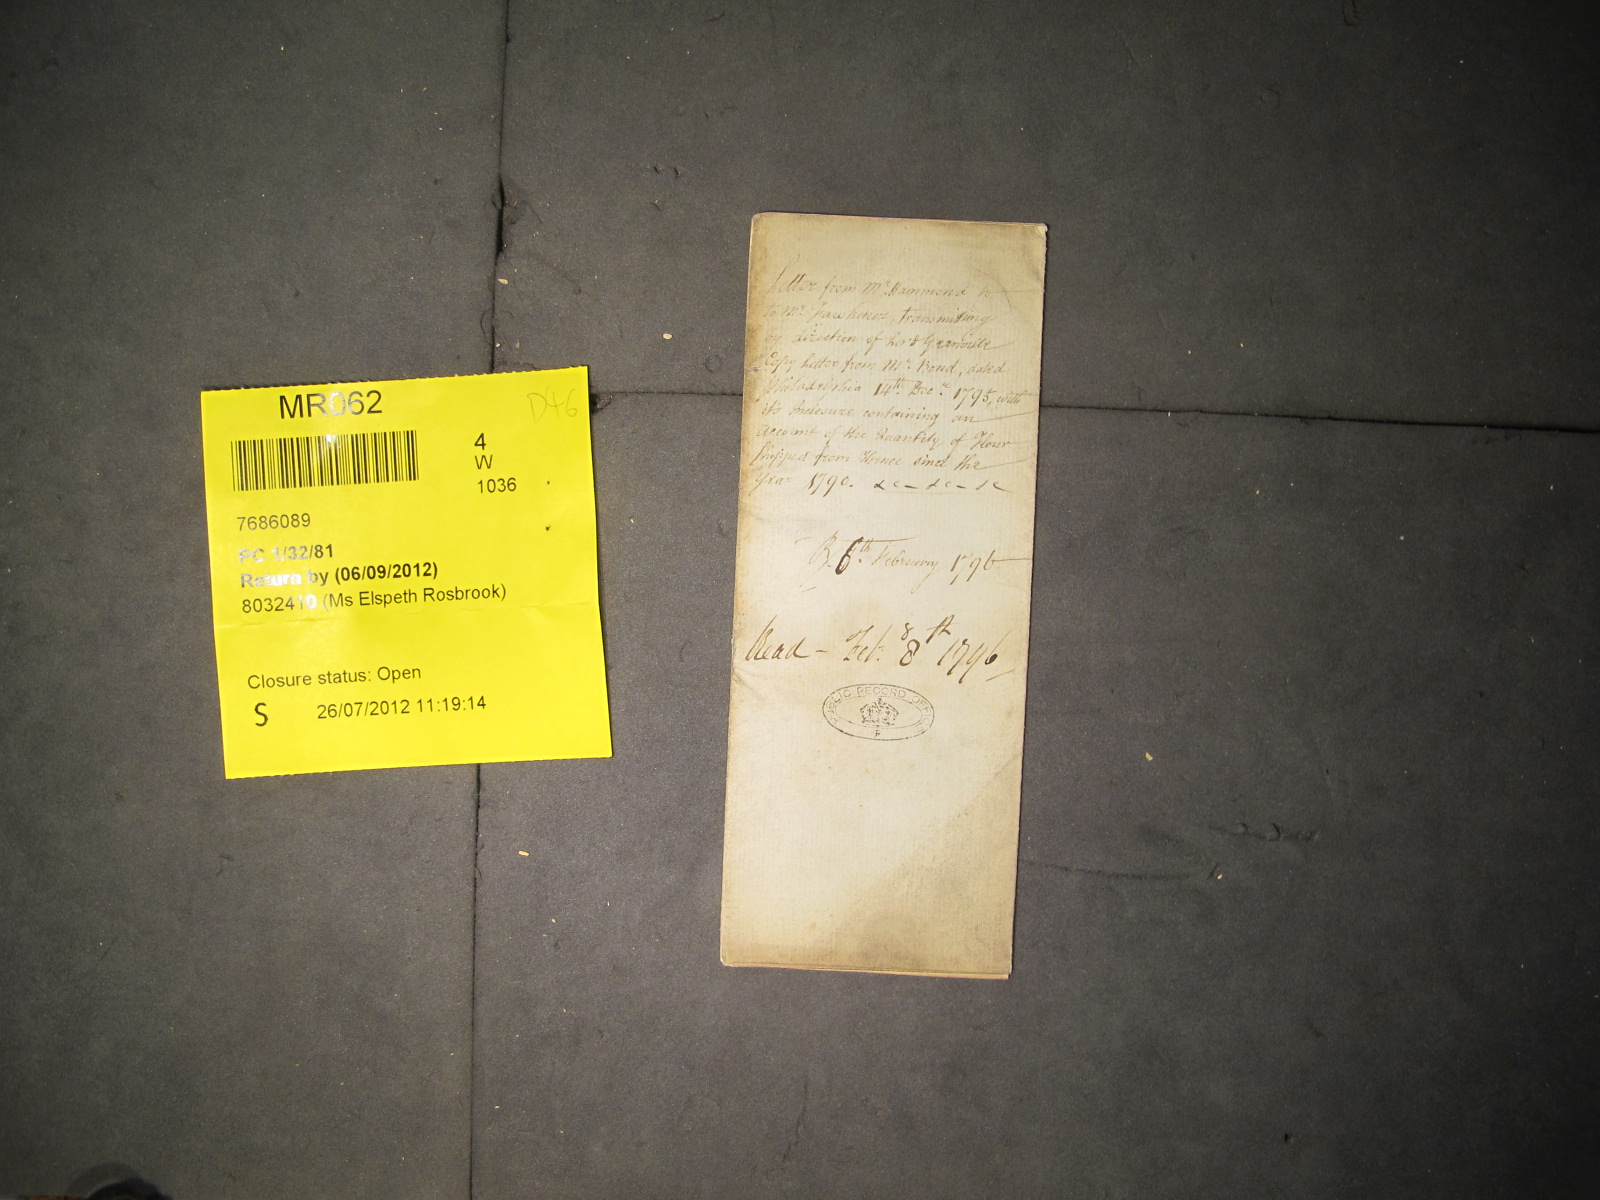 MR062
D46
4
W
1036
7686089
PC 1/32/81
Return by (06/09/2012)
8032410 (Ms Elspeth Rosbrook)
Closure status: Open
S 26/07/2012 11:19:14
Letter from Mr. Hammond to
to Mr. Fawkener, transmitting
by direction of Lord Grenville
Copy Letter from Mr. Bond, dated
Philadelphia 14th. Decr. 1795, with
it's Inclosure containing an
Account of the Quantity of Flour
shipped from thence since the
Year 1790. &c - &c - &c
R. 6th. February 1796
Read - Feb. 8th 1796
PUBLIC RECORD OFFICE